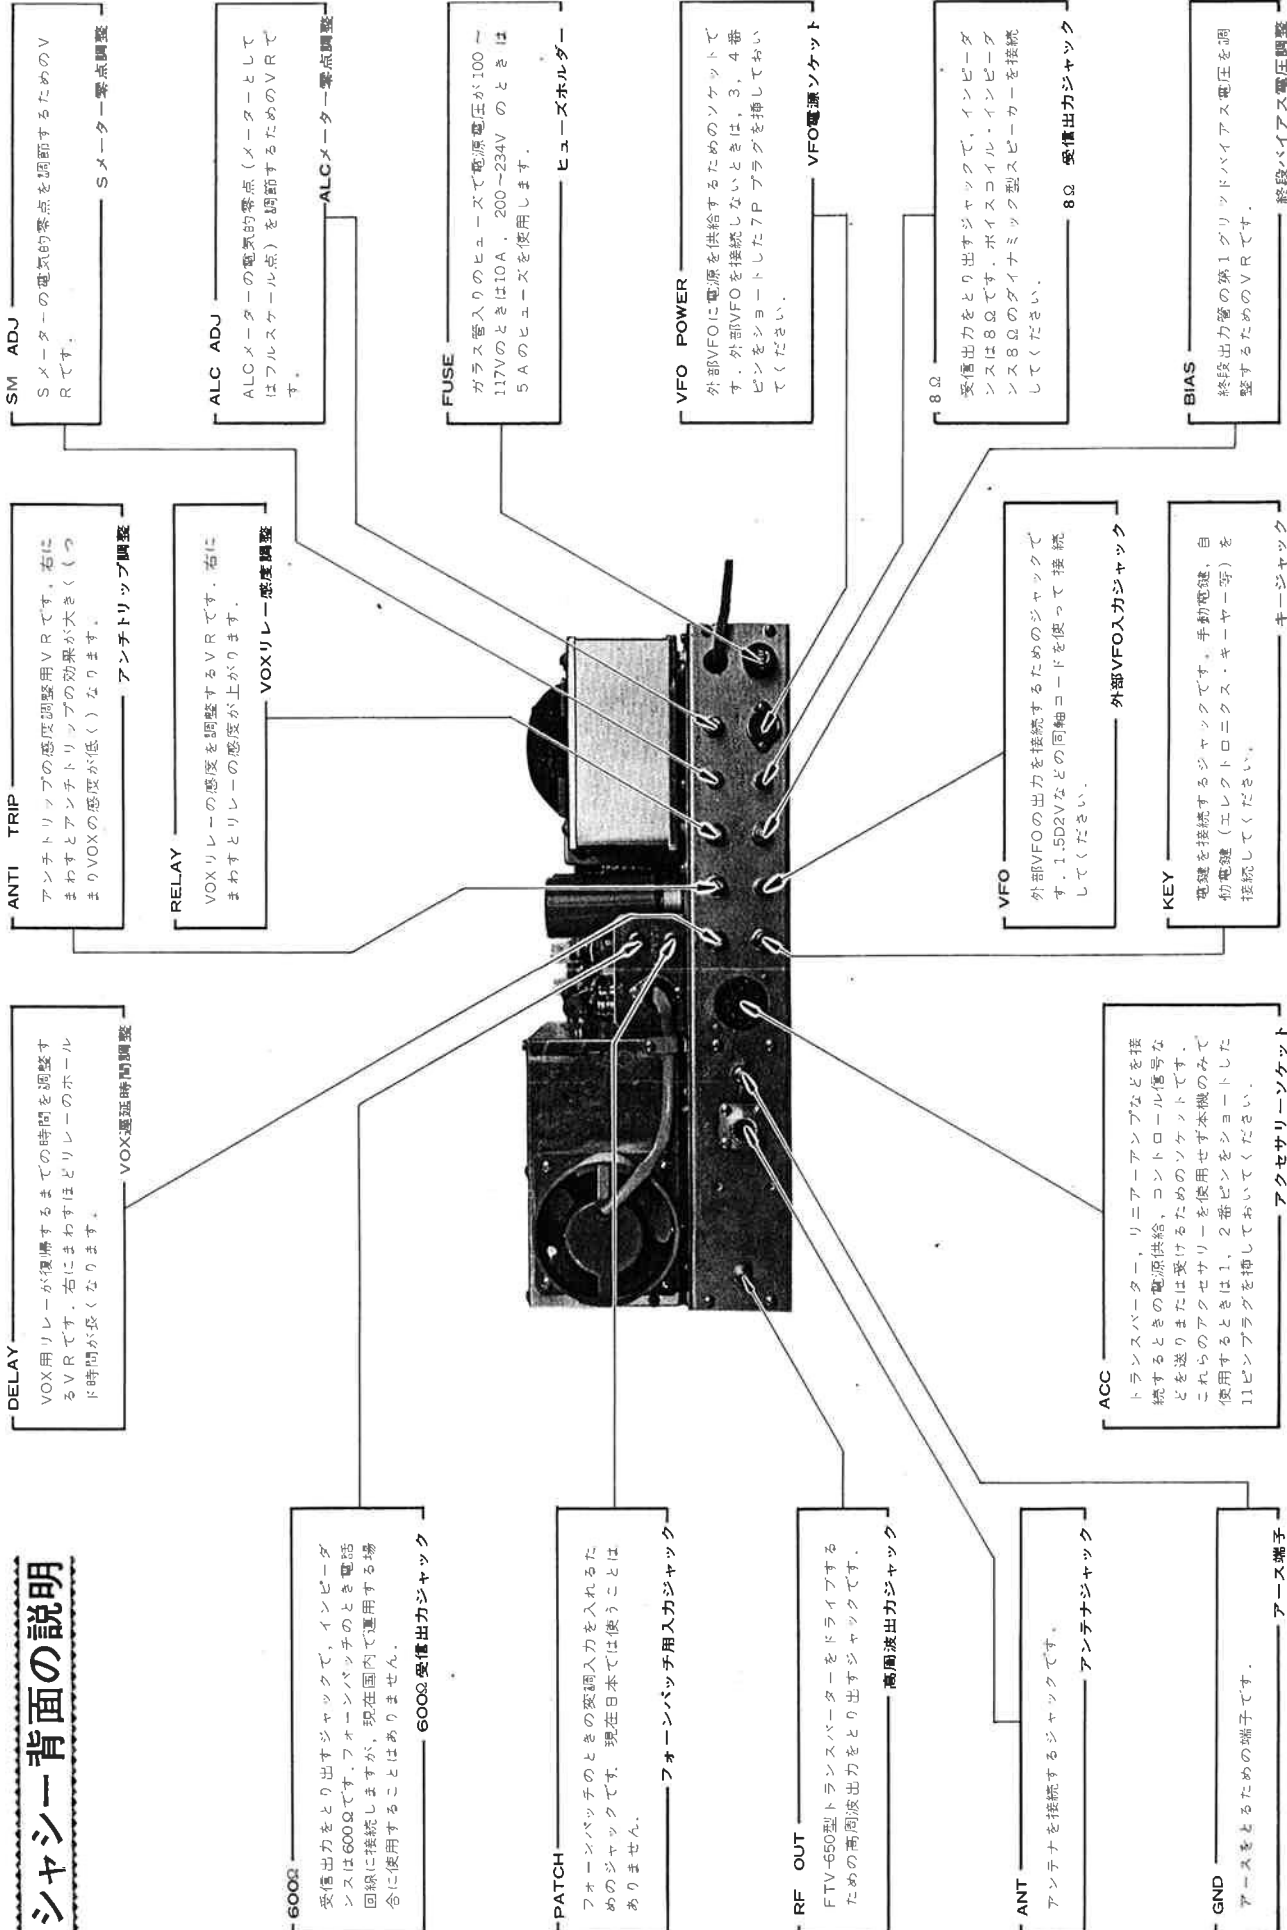 シャシー背面の説明
600Ω
受信出力をとり出すジャックで，インピーダ
ンスは600Ωです．フォーンパッチのとき電話
回線に接続しますが，現在国内で運用する場
合に使用することはありません．
600Ω受信出力ジャック
PATCH
フォーンパッチのときの変調入力を入れるた
めのジャックです．現在日本では使うことは
ありません．
フォーンパッチ用入力ジャック
RF OUT
FTV-650型トランスバーターをドライブする
ための高周波出力をとり出すジャックです．
高周波出力ジャック
ANT
アンテナを接続するジャックです．
アンテナジャック
GND
アースをとるための端子です．
アース端子
DELAY
VOX用リレーが復帰するまでの時間を調整す
るＶＲです．右にまわすほどリレーのホール
ド時間が長くなります．
VOX遅延時間調整
ACC
トランスバーター，リニアーアンプなどを接
続するときの電源供給，コントロール信号な
どを送りまたは受けるためのソケットです．
これらのアクセサリーを使用せず本機のみで
使用するときは１，２番ピンをショートした
11ピンプラグを挿しておいてください．
アクセサリーソケット
ANTI TRIP
アンチトリップの感度調整用ＶＲです．右に
まわすとアンチトリップの効果が大きく（つ
まりVOXの感度が低く）なります．
アンチトリップ調整
RELAY
VOXリレーの感度を調整するＶＲです．右に
まわすとリレーの感度が上がります．
VOXリレー感度調整
VFO
外部VFOの出力を接続するためのジャックで
す．1.5D2Vなどの同軸コードを使って接続
してください．
外部VFO入力ジャック
KEY
電鍵を接続するジャックです．手動電鍵，自
動電鍵（エレクトロニクス・キーヤー等）を
接続してください．
キージャック
SM ADJ
Ｓメーターの電気的零点を調節するためのＶ
Ｒです．
Ｓメーター零点調整
ALC ADJ
ALCメーターの電気的零点（メーターとして
はフルスケール点）を調節するためのＶＲで
す．
ALCメーター零点調整
FUSE
ガラス管入りのヒューズで電源電圧が100～
117Vのときは10A，200～234Vのときは
５Ａのヒューズを使用します．
ヒューズホルダー
VFO POWER
外部VFOに電源を供給するためのソケットで
す．外部VFOを接続しないときは，３，４番
ピンをショートした７Ｐプラグを挿しておい
てください．
VFO電源ソケット
８Ω
受信出力をとり出すジャックで，インピーダ
ンスは８Ωです．ボイスコイル・インピーダ
ンス８Ωのダイナミック型スピーカーを接続
してください．
８Ω 受信出力ジャック
BIAS
終段出力管の第１グリッドバイアス電圧を調
整するためのＶＲです．
終段バイアス電圧調整